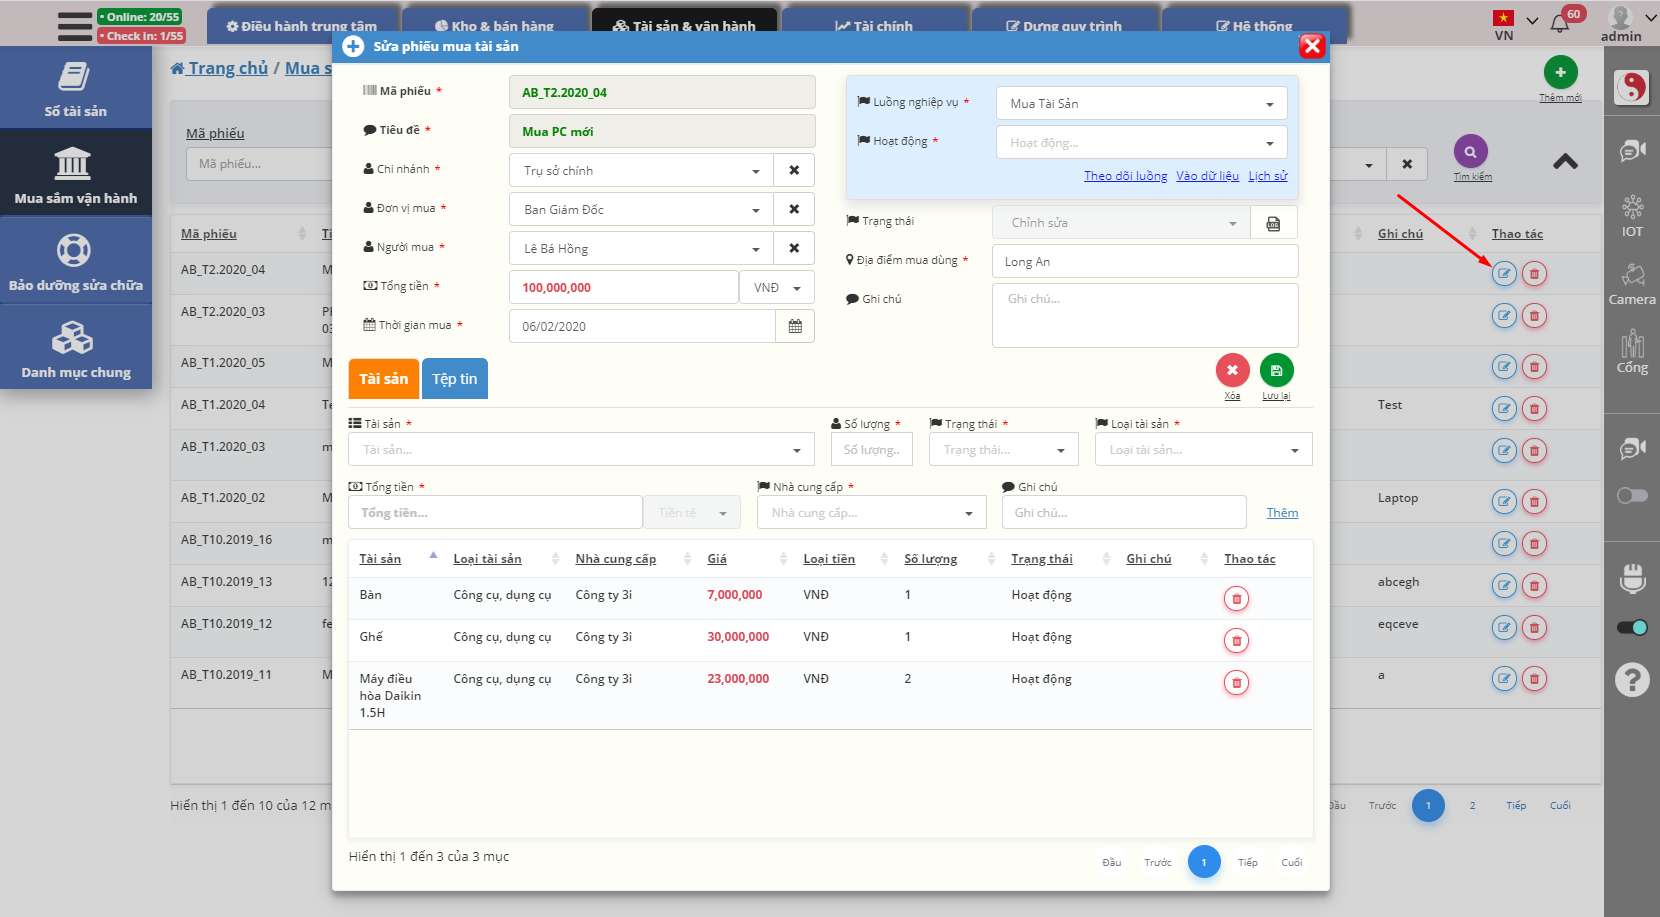 Online: 20/55
Check in: 1/55
Điều hành trung tâm
Kho & bán hàng
Tài sản & vận hành
Tài chính
Dựng quy trình
Hệ thống
VN
60
admin
Sổ tài sản
Mua sắm vận hành
Bảo dưỡng sửa chữa
Danh mục chung
Trang chủ / Mua s
Thêm mới
Mã phiếu
Mã phiếu...
Tìm kiếm
Mã phiếu
Ghi chú
Thao tác
AB_T2.2020_04
AB_T2.2020_03
AB_T1.2020_05
AB_T1.2020_04
Test
AB_T1.2020_03
AB_T1.2020_02
Laptop
AB_T10.2019_16
AB_T10.2019_13
abcegh
AB_T10.2019_12
eqceve
AB_T10.2019_11
a
Hiển thị 1 đến 10 của 12 m
Trước
1
2
Tiếp
Cuối
IOT
Camera
Cổng
Sửa phiếu mua tài sản
Mã phiếu *
AB_T2.2020_04
Tiêu đề *
Mua PC mới
Chi nhánh *
Trụ sở chính
Đơn vị mua *
Ban Giám Đốc
Người mua *
Lê Bá Hồng
Tổng tiền *
100,000,000
VNĐ
Thời gian mua *
06/02/2020
Luồng nghiệp vụ *
Mua Tài Sản
Hoạt động *
Hoạt động...
Theo dõi luồng
Vào dữ liệu
Lịch sử
Trạng thái
Chỉnh sửa
LOG
Địa điểm mua dùng *
Long An
Ghi chú
Ghi chú...
Tài sản
Tệp tin
Xóa
Lưu lại
Tài sản *
Tài sản...
Số lượng *
Số lượng..
Trạng thái *
Trạng thái...
Loại tài sản *
Loại tài sản...
Tổng tiền *
Tổng tiền...
Tiền tệ
Nhà cung cấp *
Nhà cung cấp...
Ghi chú
Ghi chú...
Thêm
Tài sản
Loại tài sản
Nhà cung cấp
Giá
Loại tiền
Số lượng
Trạng thái
Ghi chú
Thao tác
Bàn
Công cụ, dụng cụ
Công ty 3i
7,000,000
VNĐ
1
Hoạt động
Ghế
Công cụ, dụng cụ
Công ty 3i
30,000,000
VNĐ
1
Hoạt động
Máy điều
hòa Daikin
1.5H
Công cụ, dụng cụ
Công ty 3i
23,000,000
VNĐ
2
Hoạt động
Hiển thị 1 đến 3 của 3 mục
Đầu
Trước
1
Tiếp
Cuối